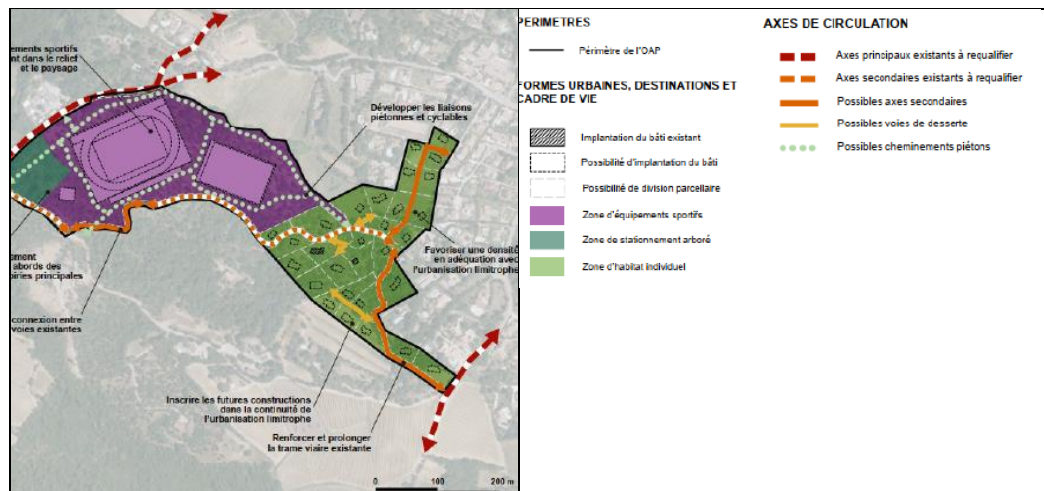 ements sportifs
nt dans le relief
et le paysage
Développer les liaisons
piétonnes et cyclables
Favoriser une densité
en adéquation avec
l'urbanisation limitrophe
ement
abords des
iries principales
connexion entre
voies existantes
Inscrire les futures constructions
dans la continuité de
l'urbanisation limitrophe
Renforcer et prolonger
la trame viaire existante
0 100 200 m
PERIMETRES
Périmètre de l'OAP
FORMES URBAINES, DESTINATIONS ET
CADRE DE VIE
Implantation du bâti existant
Possibilité d'implantation du bâti
Possibilité de division parcellaire
Zone d'équipements sportifs
Zone de stationnement arboré
Zone d'habitat individuel
AXES DE CIRCULATION
Axes principaux existants à requalifier
Axes secondaires existants à requalifier
Possibles axes secondaires
Possibles voies de desserte
Possibles cheminements piétons